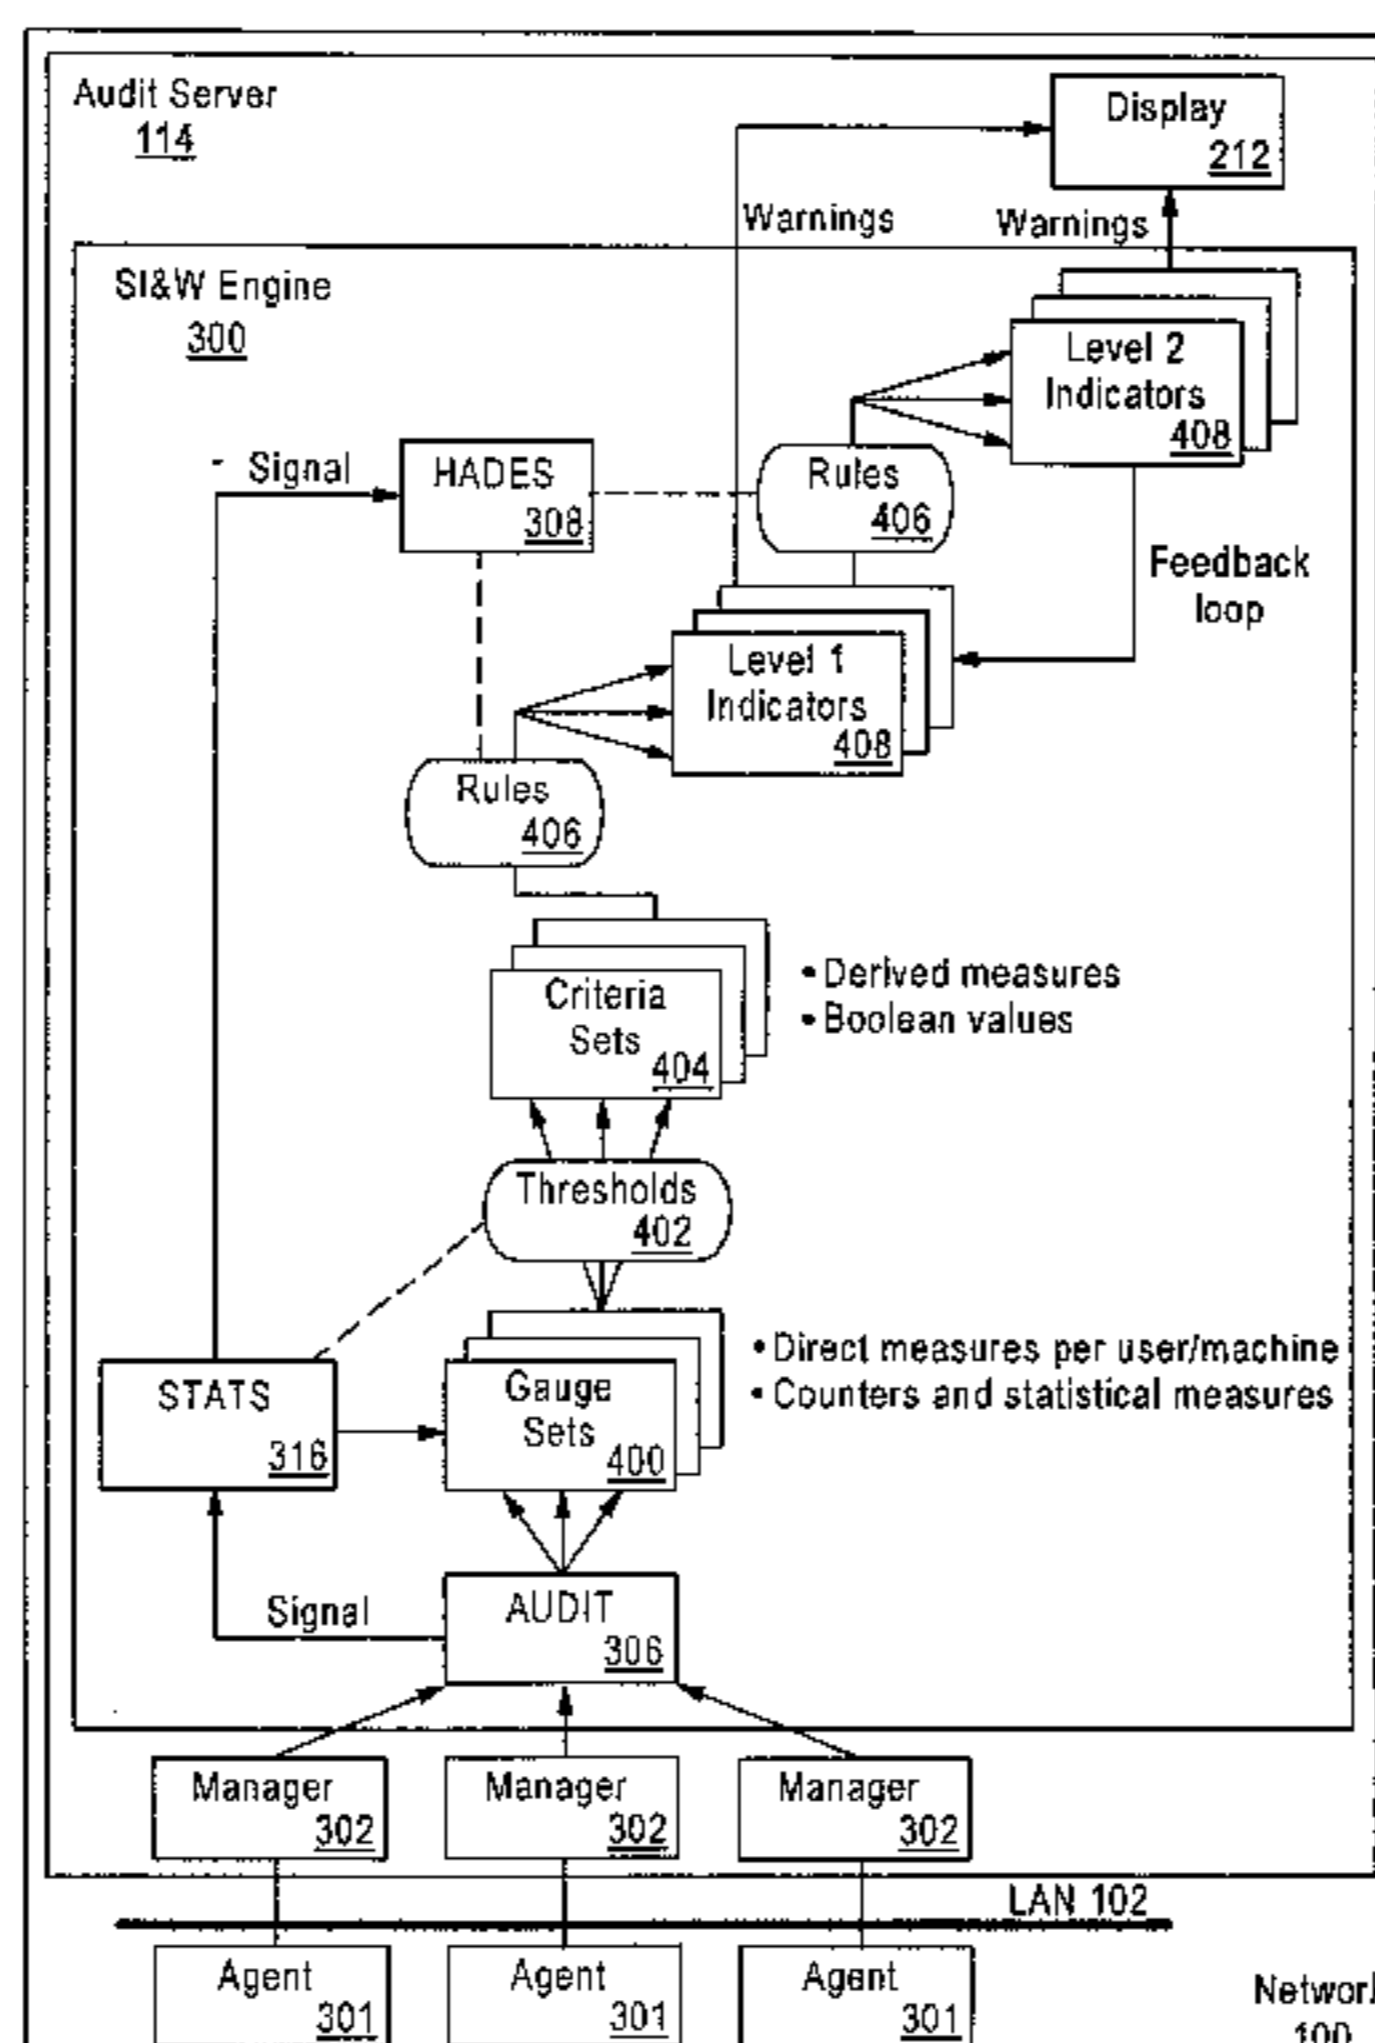 Audit Server
114
Display
212
Warnings
Warnings
SI&W Engine
300
Level 2
Indicators
408
Signal
HADES
308
Rules
406
Feedback
loop
Level 1
Indicators
408
Rules
406
Criteria
Sets
404
• Derived measures
• Boolean values
Thresholds
402
• Direct measures per user/machine
• Counters and statistical measures
STATS
316
Gauge
Sets
400
Signal
AUDIT
306
Manager
302
Manager
302
Manager
302
LAN 102
Agent
301
Agent
301
Agent
301
Network
100